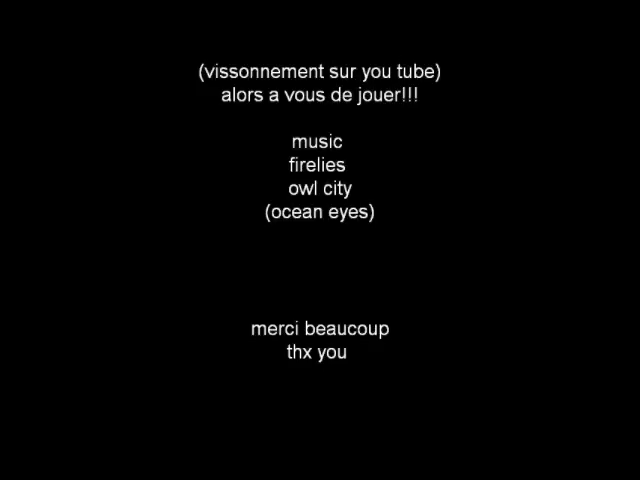 (vissonnement sur you tube)
alors a vous de jouer!!!
music
firelies
owl city
(ocean eyes)
merci beaucoup
thx you